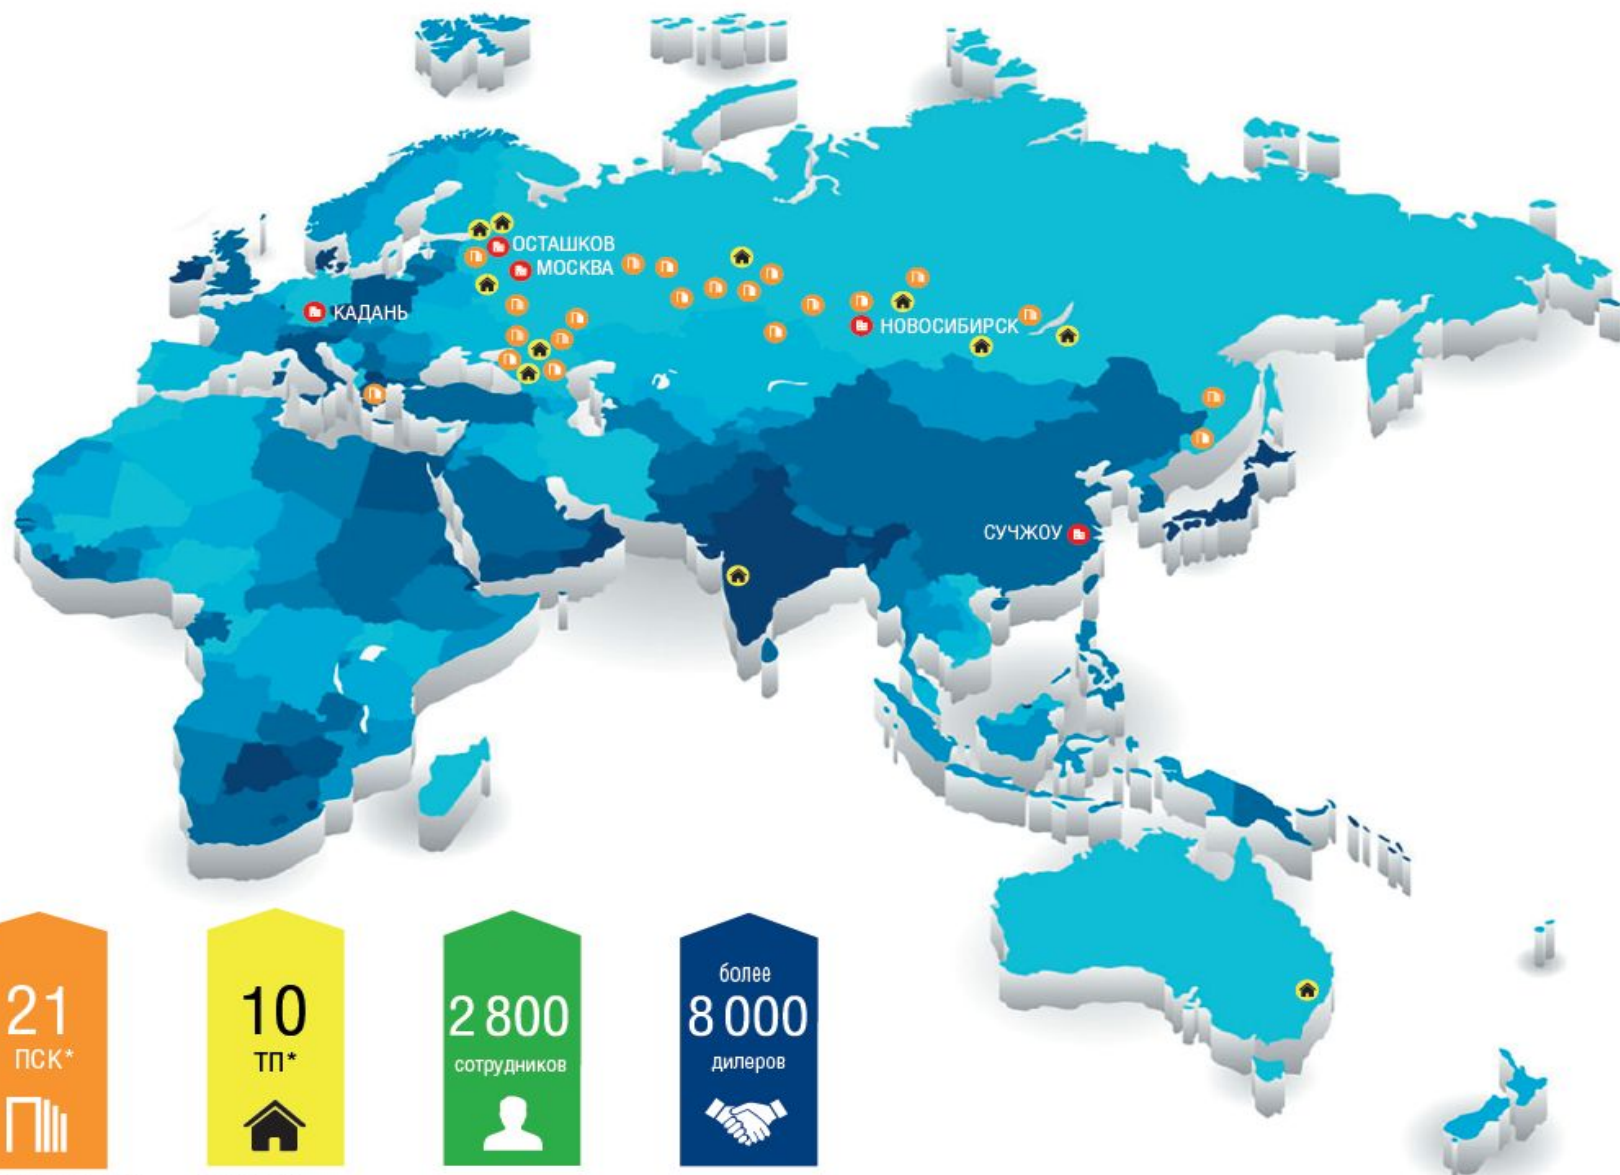 ОСТАШКОВ
МОСКВА
КАДАНЬ
НОВОСИБИРСК
СУЧЖОУ
21
ПСК*
10
ТП*
2 800
сотрудников
более
8 000
дилеров